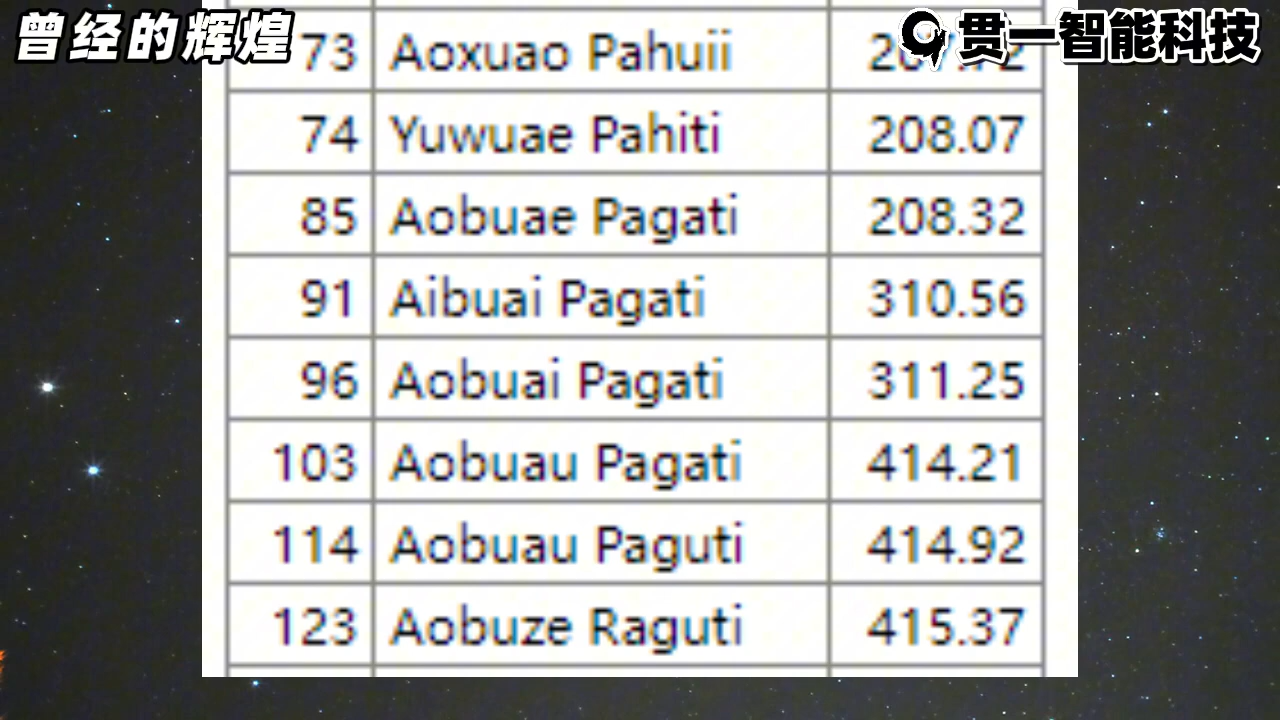 曾经的辉煌
贯一智能科技
73 Aoxuao Pahuii
74 Yuwuae Pahiti 208.07
85 Aobuae Pagati 208.32
91 Aibuai Pagati 310.56
96 Aobuai Pagati 311.25
103 Aobuau Pagati 414.21
114 Aobuau Paguti 414.92
123 Aobuze Raguti 415.37